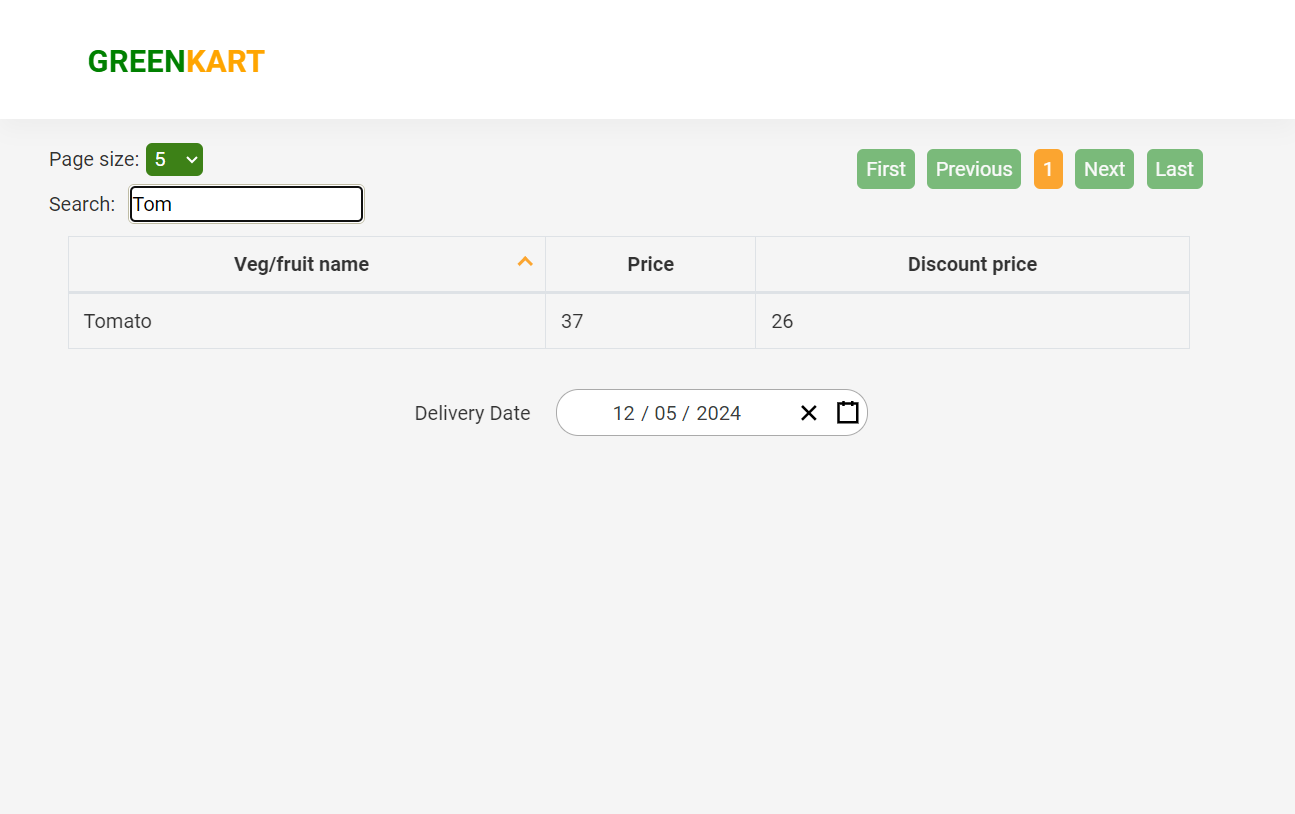 GREENKART
Page size: 5
First Previous 1 Next Last
Search: Tom
Veg/fruit name Price Discount price
Tomato 37 26
Delivery Date 12 / 05 / 2024